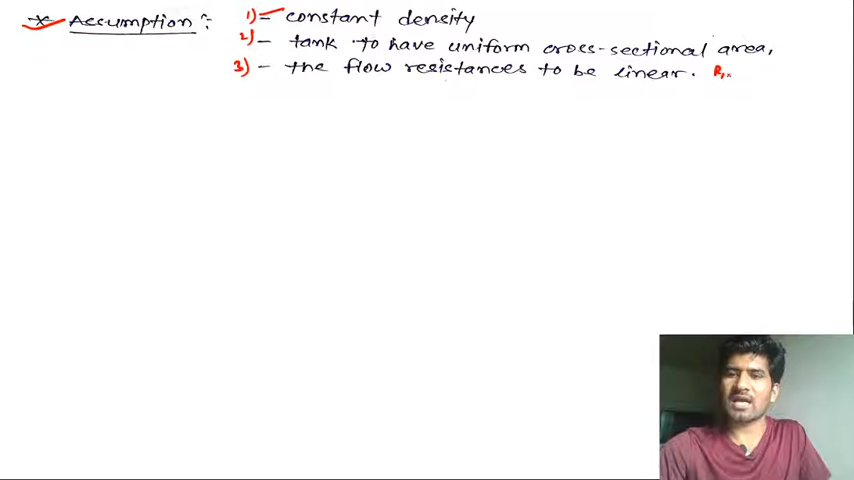 * Assumption :- 1) - constant density
2) - tank to have uniform cross-sectional area,
3) - the flow resistances to be linear. R1